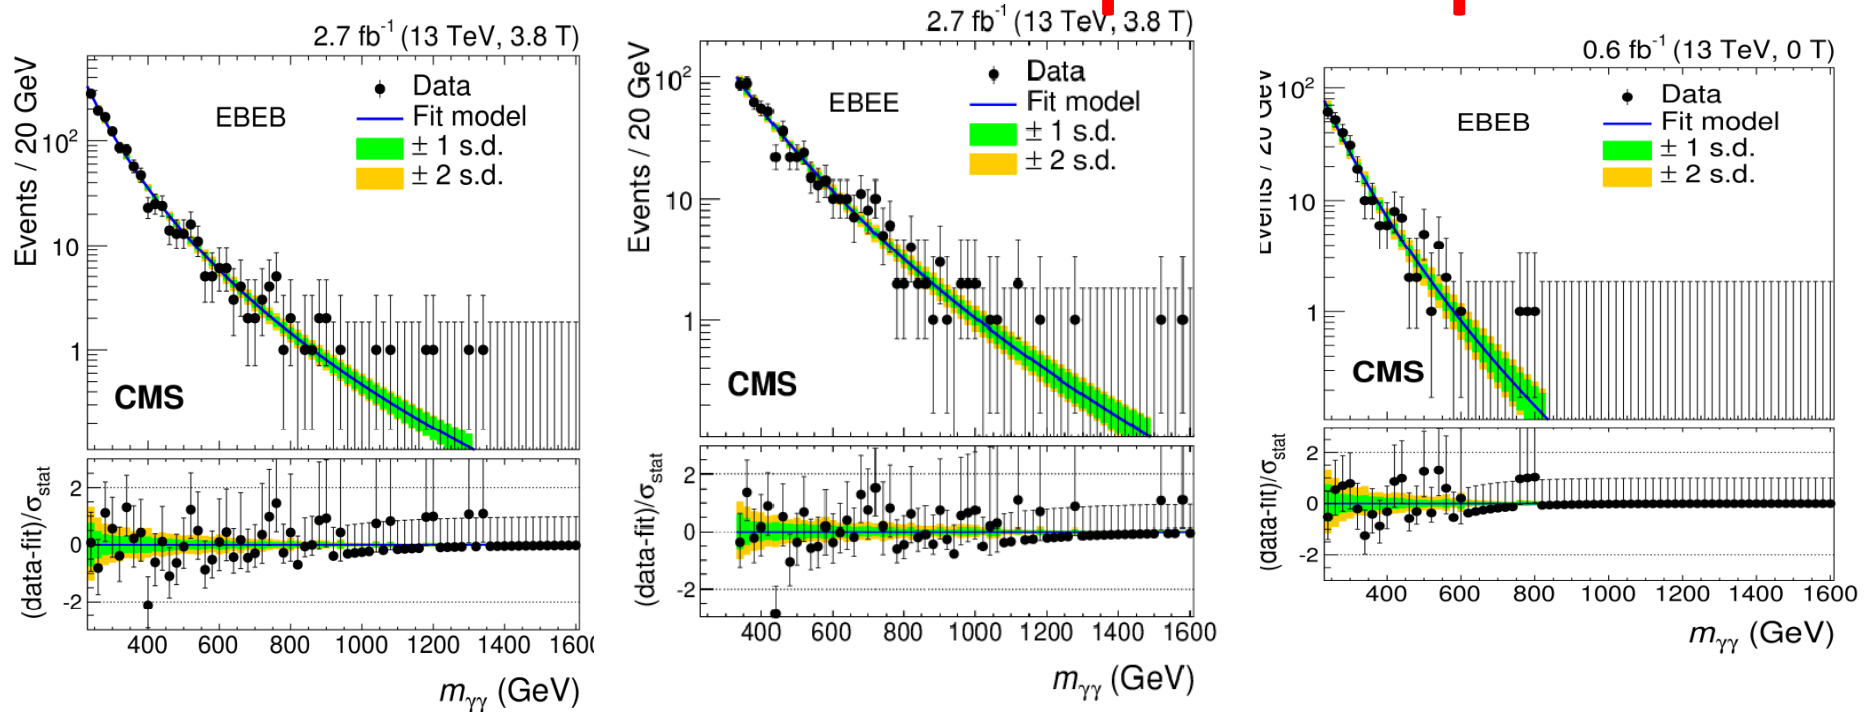 2.7 fb⁻¹ (13 TeV, 3.8 T)
Events / 20 GeV
10²
10
1
EBEB
Data
Fit model
± 1 s.d.
± 2 s.d.
CMS
(data-fit)/σstat
2
0
-2
400 600 800 1000 1200 1400
mγγ (GeV)
2.7 fb⁻¹ (13 TeV, 3.8 T)
Events / 20 GeV
10²
10
1
EBEE
Data
Fit model
± 1 s.d.
± 2 s.d.
CMS
(data-fit)/σstat
2
0
-2
400 600 800 1000 1200 1400 1600
mγγ (GeV)
0.6 fb⁻¹ (13 TeV, 0 T)
Events / 20 GeV
10²
10
1
EBEB
Data
Fit model
± 1 s.d.
± 2 s.d.
CMS
(data-fit)/σstat
2
0
-2
400 600 800 1000 1200 1400 1600
mγγ (GeV)